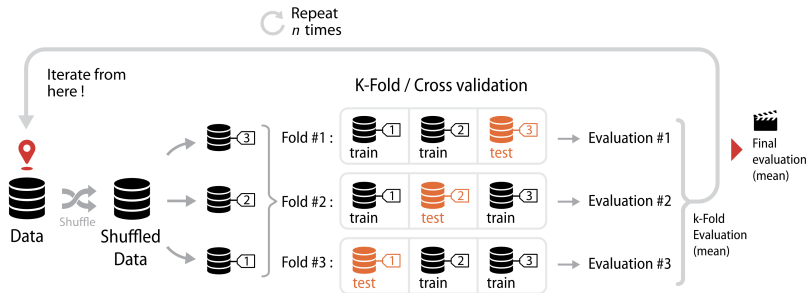 Repeat
n times
Iterate from
here !
K-Fold / Cross validation
3
Fold #1 :
1
2
3
train
train
test
Evaluation #1
Final
evaluation
(mean)
Data
Shuffle
Shuffled
Data
2
Fold #2 :
1
2
3
train
test
train
Evaluation #2
k-Fold
Evaluation
(mean)
1
Fold #3 :
1
2
3
test
train
train
Evaluation #3